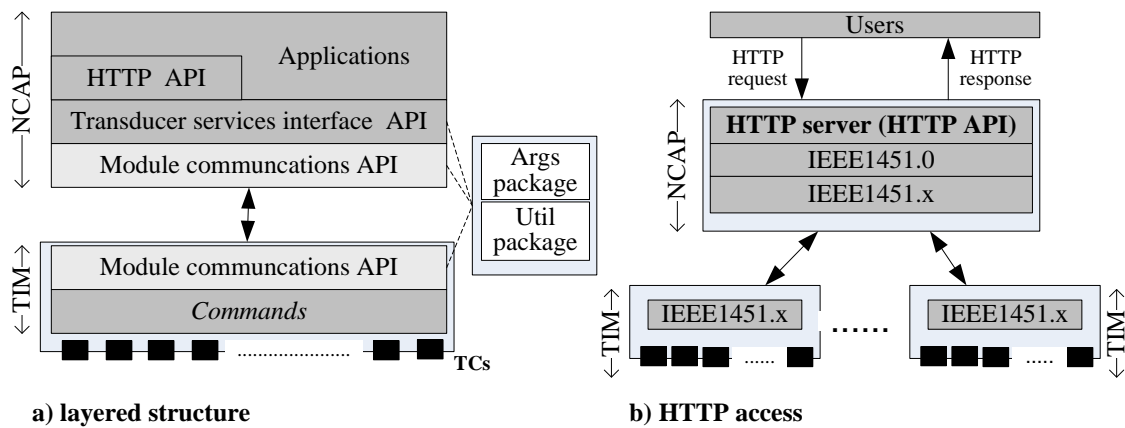 NCAP
Applications
HTTP API
Transducer services interface API
Module communcations API
Args
package
Util
package
TIM
Module communcations API
Commands
.......................
TCs
a) layered structure
Users
HTTP
request
HTTP
response
NCAP
HTTP server (HTTP API)
IEEE1451.0
IEEE1451.x
TIM
IEEE1451.x
......
......
IEEE1451.x
.....
TIM
b) HTTP access